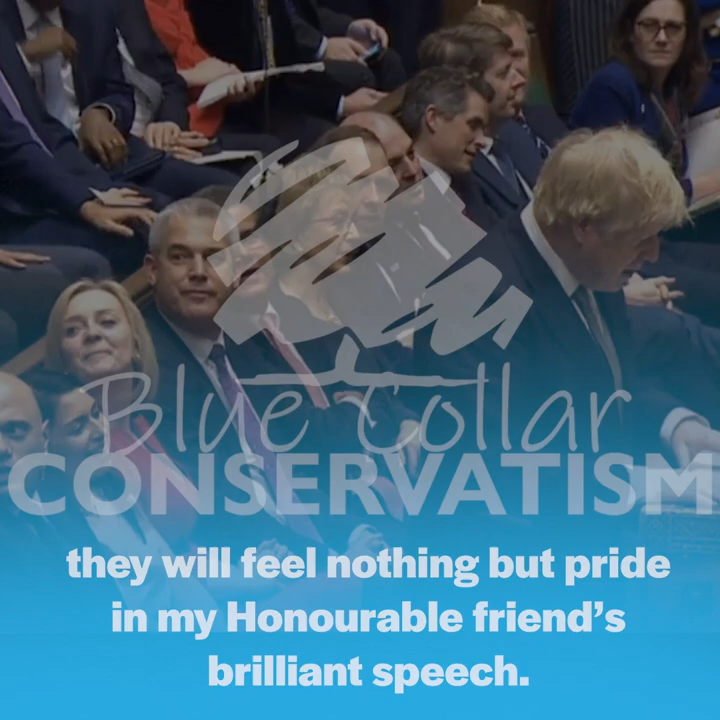 Blue Collar
CONSERVATISM
they will feel nothing but pride
in my Honourable friend's
brilliant speech.